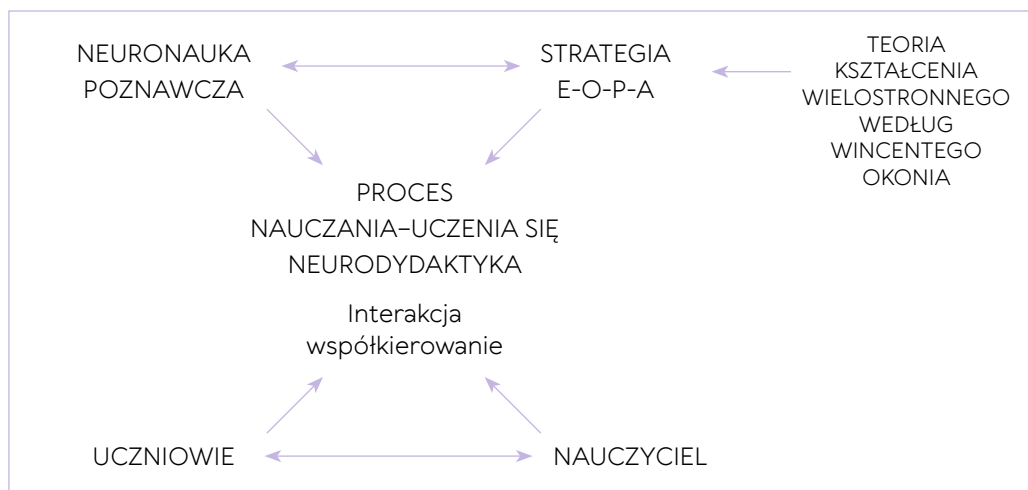 NEURONAUKA
POZNAWCZA
STRATEGIA
E-O-P-A
TEORIA
KSZTAŁCENIA
WIELOSTRONNEGO
WEDŁUG
WINCENTEGO
OKONIA
PROCES
NAUCZANIA–UCZENIA SIĘ
NEURODYDAKTYKA
Interakcja
współkierowanie
UCZNIOWIE
NAUCZYCIEL